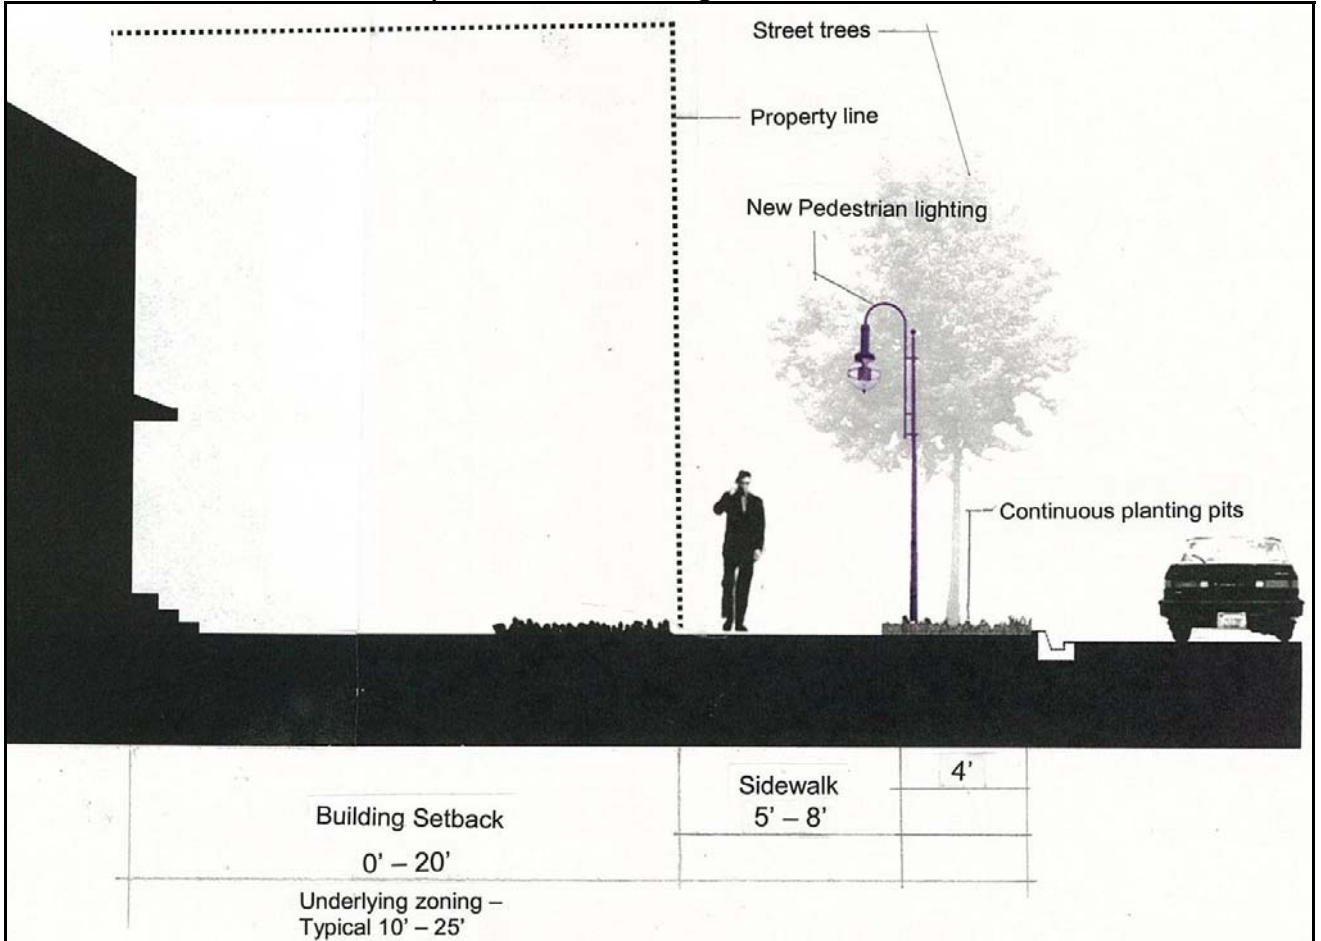 Street trees
Property line
New Pedestrian lighting
Continuous planting pits
4’
Sidewalk
5’ – 8’
Building Setback
0’ – 20’
Underlying zoning –
Typical 10’ – 25’